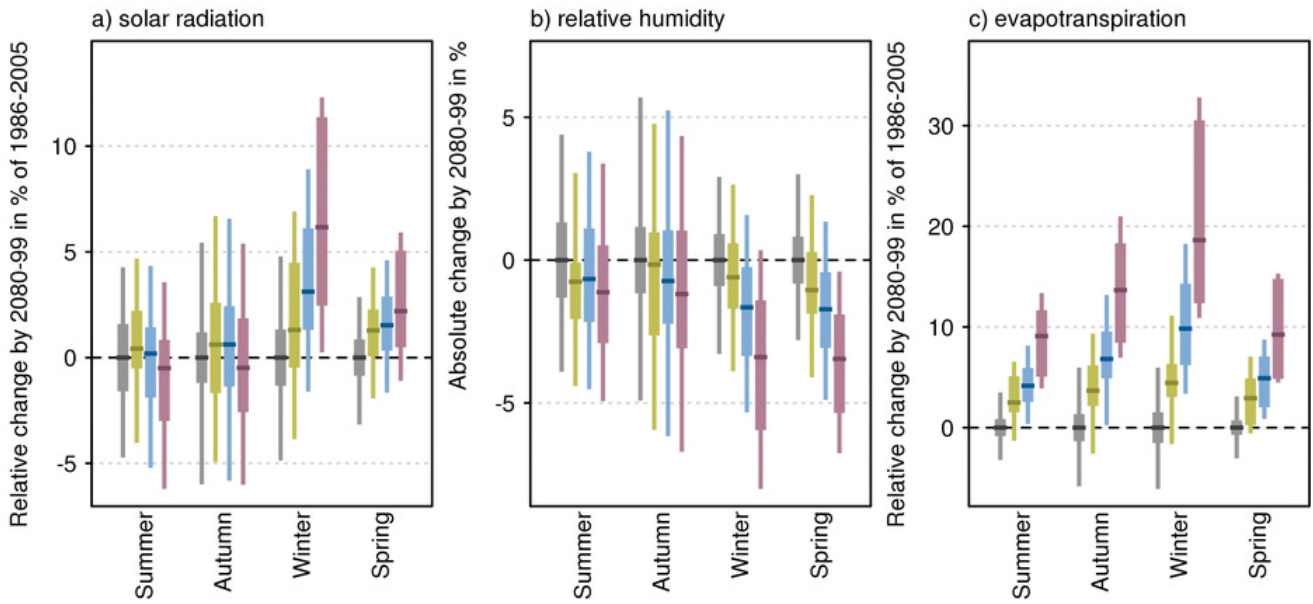 a) solar radiation
Relative change by 2080-99 in % of 1986-2005
10
5
0
-5
Summer
Autumn
Winter
Spring
b) relative humidity
Absolute change by 2080-99 in %
5
0
-5
Summer
Autumn
Winter
Spring
c) evapotranspiration
Relative change by 2080-99 in % of 1986-2005
30
20
10
0
Summer
Autumn
Winter
Spring